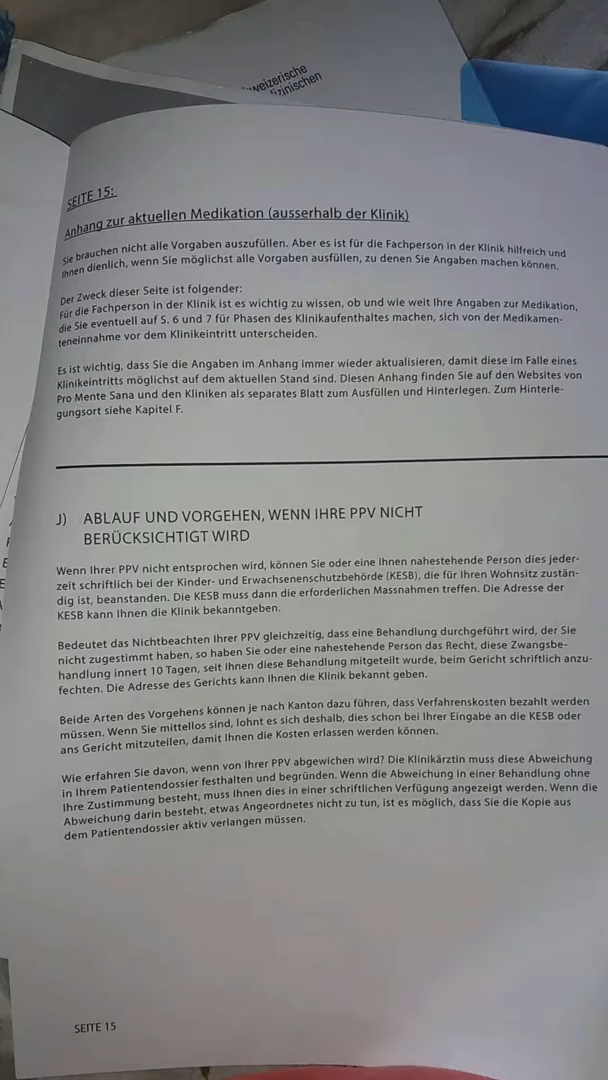 weizerische
izinischen
SEITE 15:
Anhang zur aktuellen Medikation (ausserhalb der Klinik)
Sie brauchen nicht alle Vorgaben auszufüllen. Aber es ist für die Fachperson in der Klinik hilfreich und
Ihnen dienlich, wenn Sie möglichst alle Vorgaben ausfüllen, zu denen Sie Angaben machen können.
Der Zweck dieser Seite ist folgender:
Für die Fachperson in der Klinik ist es wichtig zu wissen, ob und wie weit Ihre Angaben zur Medikation,
die Sie eventuell auf S. 6 und 7 für Phasen des Klinikaufenthaltes machen, sich von der Medikamen-
teneinnahme vor dem Klinikeintritt unterscheiden.
Es ist wichtig, dass Sie die Angaben im Anhang immer wieder aktualisieren, damit diese im Falle eines
Klinikeintritts möglichst auf dem aktuellen Stand sind. Diesen Anhang finden Sie auf den Websites von
Pro Mente Sana und den Kliniken als separates Blatt zum Ausfüllen und Hinterlegen. Zum Hinterle-
gungsort siehe Kapitel F.
J) ABLAUF UND VORGEHEN, WENN IHRE PPV NICHT
BERÜCKSICHTIGT WIRD
Wenn Ihrer PPV nicht entsprochen wird, können Sie oder eine Ihnen nahestehende Person dies jeder-
zeit schriftlich bei der Kinder- und Erwachsenenschutzbehörde (KESB), die für Ihren Wohnsitz zustän-
dig ist, beanstanden. Die KESB muss dann die erforderlichen Massnahmen treffen. Die Adresse der
KESB kann Ihnen die Klinik bekanntgeben.
Bedeutet das Nichtbeachten Ihrer PPV gleichzeitig, dass eine Behandlung durchgeführt wird, der Sie
nicht zugestimmt haben, so haben Sie oder eine nahestehende Person das Recht, diese Zwangsbe-
handlung innert 10 Tagen, seit Ihnen diese Behandlung mitgeteilt wurde, beim Gericht schriftlich anzu-
fechten. Die Adresse des Gerichts kann Ihnen die Klinik bekannt geben.
Beide Arten des Vorgehens können je nach Kanton dazu führen, dass Verfahrenskosten bezahlt werden
müssen. Wenn Sie mittellos sind, lohnt es sich deshalb, dies schon bei Ihrer Eingabe an die KESB oder
ans Gericht mitzuteilen, damit Ihnen die Kosten erlassen werden können.
Wie erfahren Sie davon, wenn von Ihrer PPV abgewichen wird? Die Klinikärztin muss diese Abweichung
in Ihrem Patientendossier festhalten und begründen. Wenn die Abweichung in einer Behandlung ohne
Ihre Zustimmung besteht, muss Ihnen dies in einer schriftlichen Verfügung angezeigt werden. Wenn die
Abweichung darin besteht, etwas Angeordnetes nicht zu tun, ist es möglich, dass Sie die Kopie aus
dem Patientendossier aktiv verlangen müssen.
SEITE 15